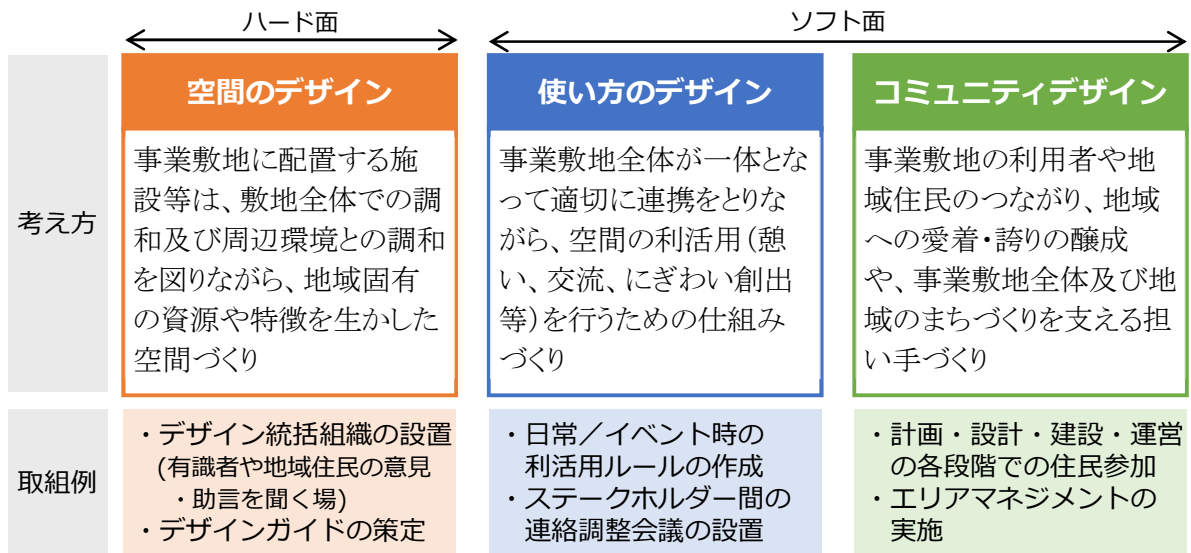 ハード面
ソフト面
空間のデザイン
使い方のデザイン
コミュニティデザイン
考え方
事業敷地に配置する施
設等は、敷地全体での調
和及び周辺環境との調和
を図りながら、地域固有
の資源や特徴を生かした
空間づくり
事業敷地全体が一体とな
って適切に連携をとりな
がら、空間の利活用(憩
い、交流、にぎわい創出
等)を行うための仕組み
づくり
事業敷地の利用者や地
域住民のつながり、地域
への愛着・誇りの醸成
や、事業敷地全体及び地
域のまちづくりを支える担
い手づくり
取組例
・デザイン統括組織の設置
(有識者や地域住民の意見
・助言を聞く場)
・デザインガイドの策定
・日常／イベント時の
利活用ルールの作成
・ステークホルダー間の
連絡調整会議の設置
・計画・設計・建設・運営
の各段階での住民参加
・エリアマネジメントの
実施